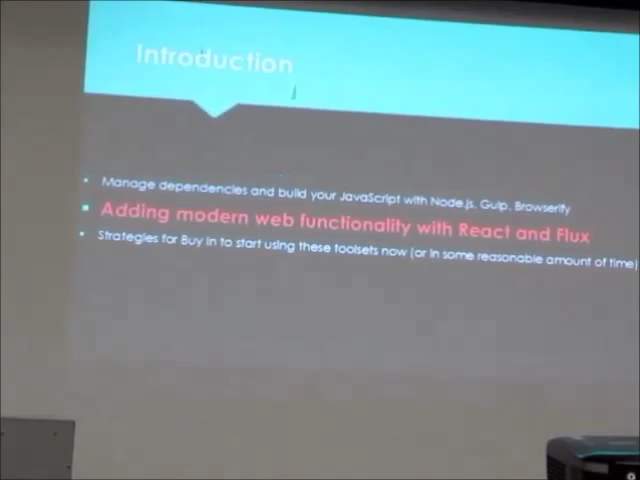 Introduction
Manage dependencies and build your JavaScript with Node.js, Gulp, Browserify
Adding modern web functionality with React and Flux
Strategies for Buy In to start using these toolsets now (or in some reasonable amount of time)